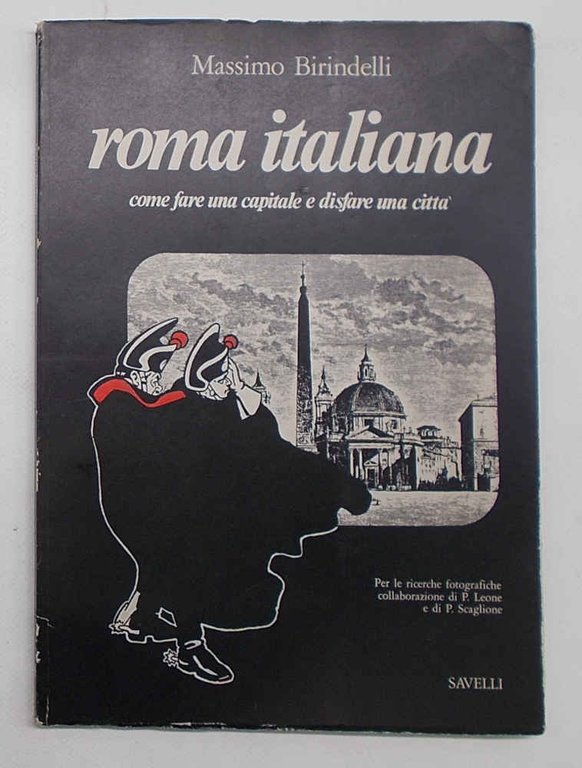 Massimo Birindelli
roma italiana
come fare una capitale e disfare una citta`
Per le ricerche fotografiche
collaborazione di P. Leone
e di P. Scaglione
SAVELLI